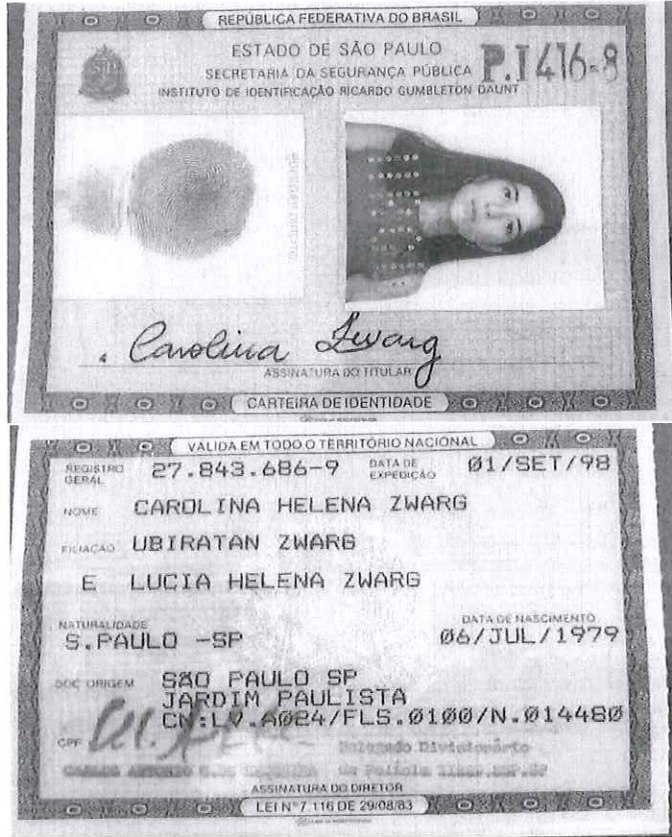 REPÚBLICA FEDERATIVA DO BRASIL
ESTADO DE SÃO PAULO
SECRETARIA DA SEGURANÇA PÚBLICA
P.I 416-8
INSTITUTO DE IDENTIFICAÇÃO RICARDO GUMBLETON DAUNT
Carolina Zwarg
ASSINATURA DO TITULAR
CARTEIRA DE IDENTIDADE
VALIDA EM TODO O TERRITÓRIO NACIONAL
REGISTRO GERAL 27.843.686-9 DATA DE EXPEDIÇÃO 01/SET/98
NOME CAROLINA HELENA ZWARG
FILIAÇÃO UBIRATAN ZWARG
E LUCIA HELENA ZWARG
NATURALIDADE DATA DE NASCIMENTO
S.PAULO -SP 06/JUL/1979
DOC ORIGEM SÃO PAULO SP
JARDIM PAULISTA
CN:LV.A024/FLS.0100/N.014480
CPF Delegado Divisionário
CARLOS ANTONIO de Polícia
ASSINATURA DO DIRETOR
LEI Nº 7.116 DE 29/08/83